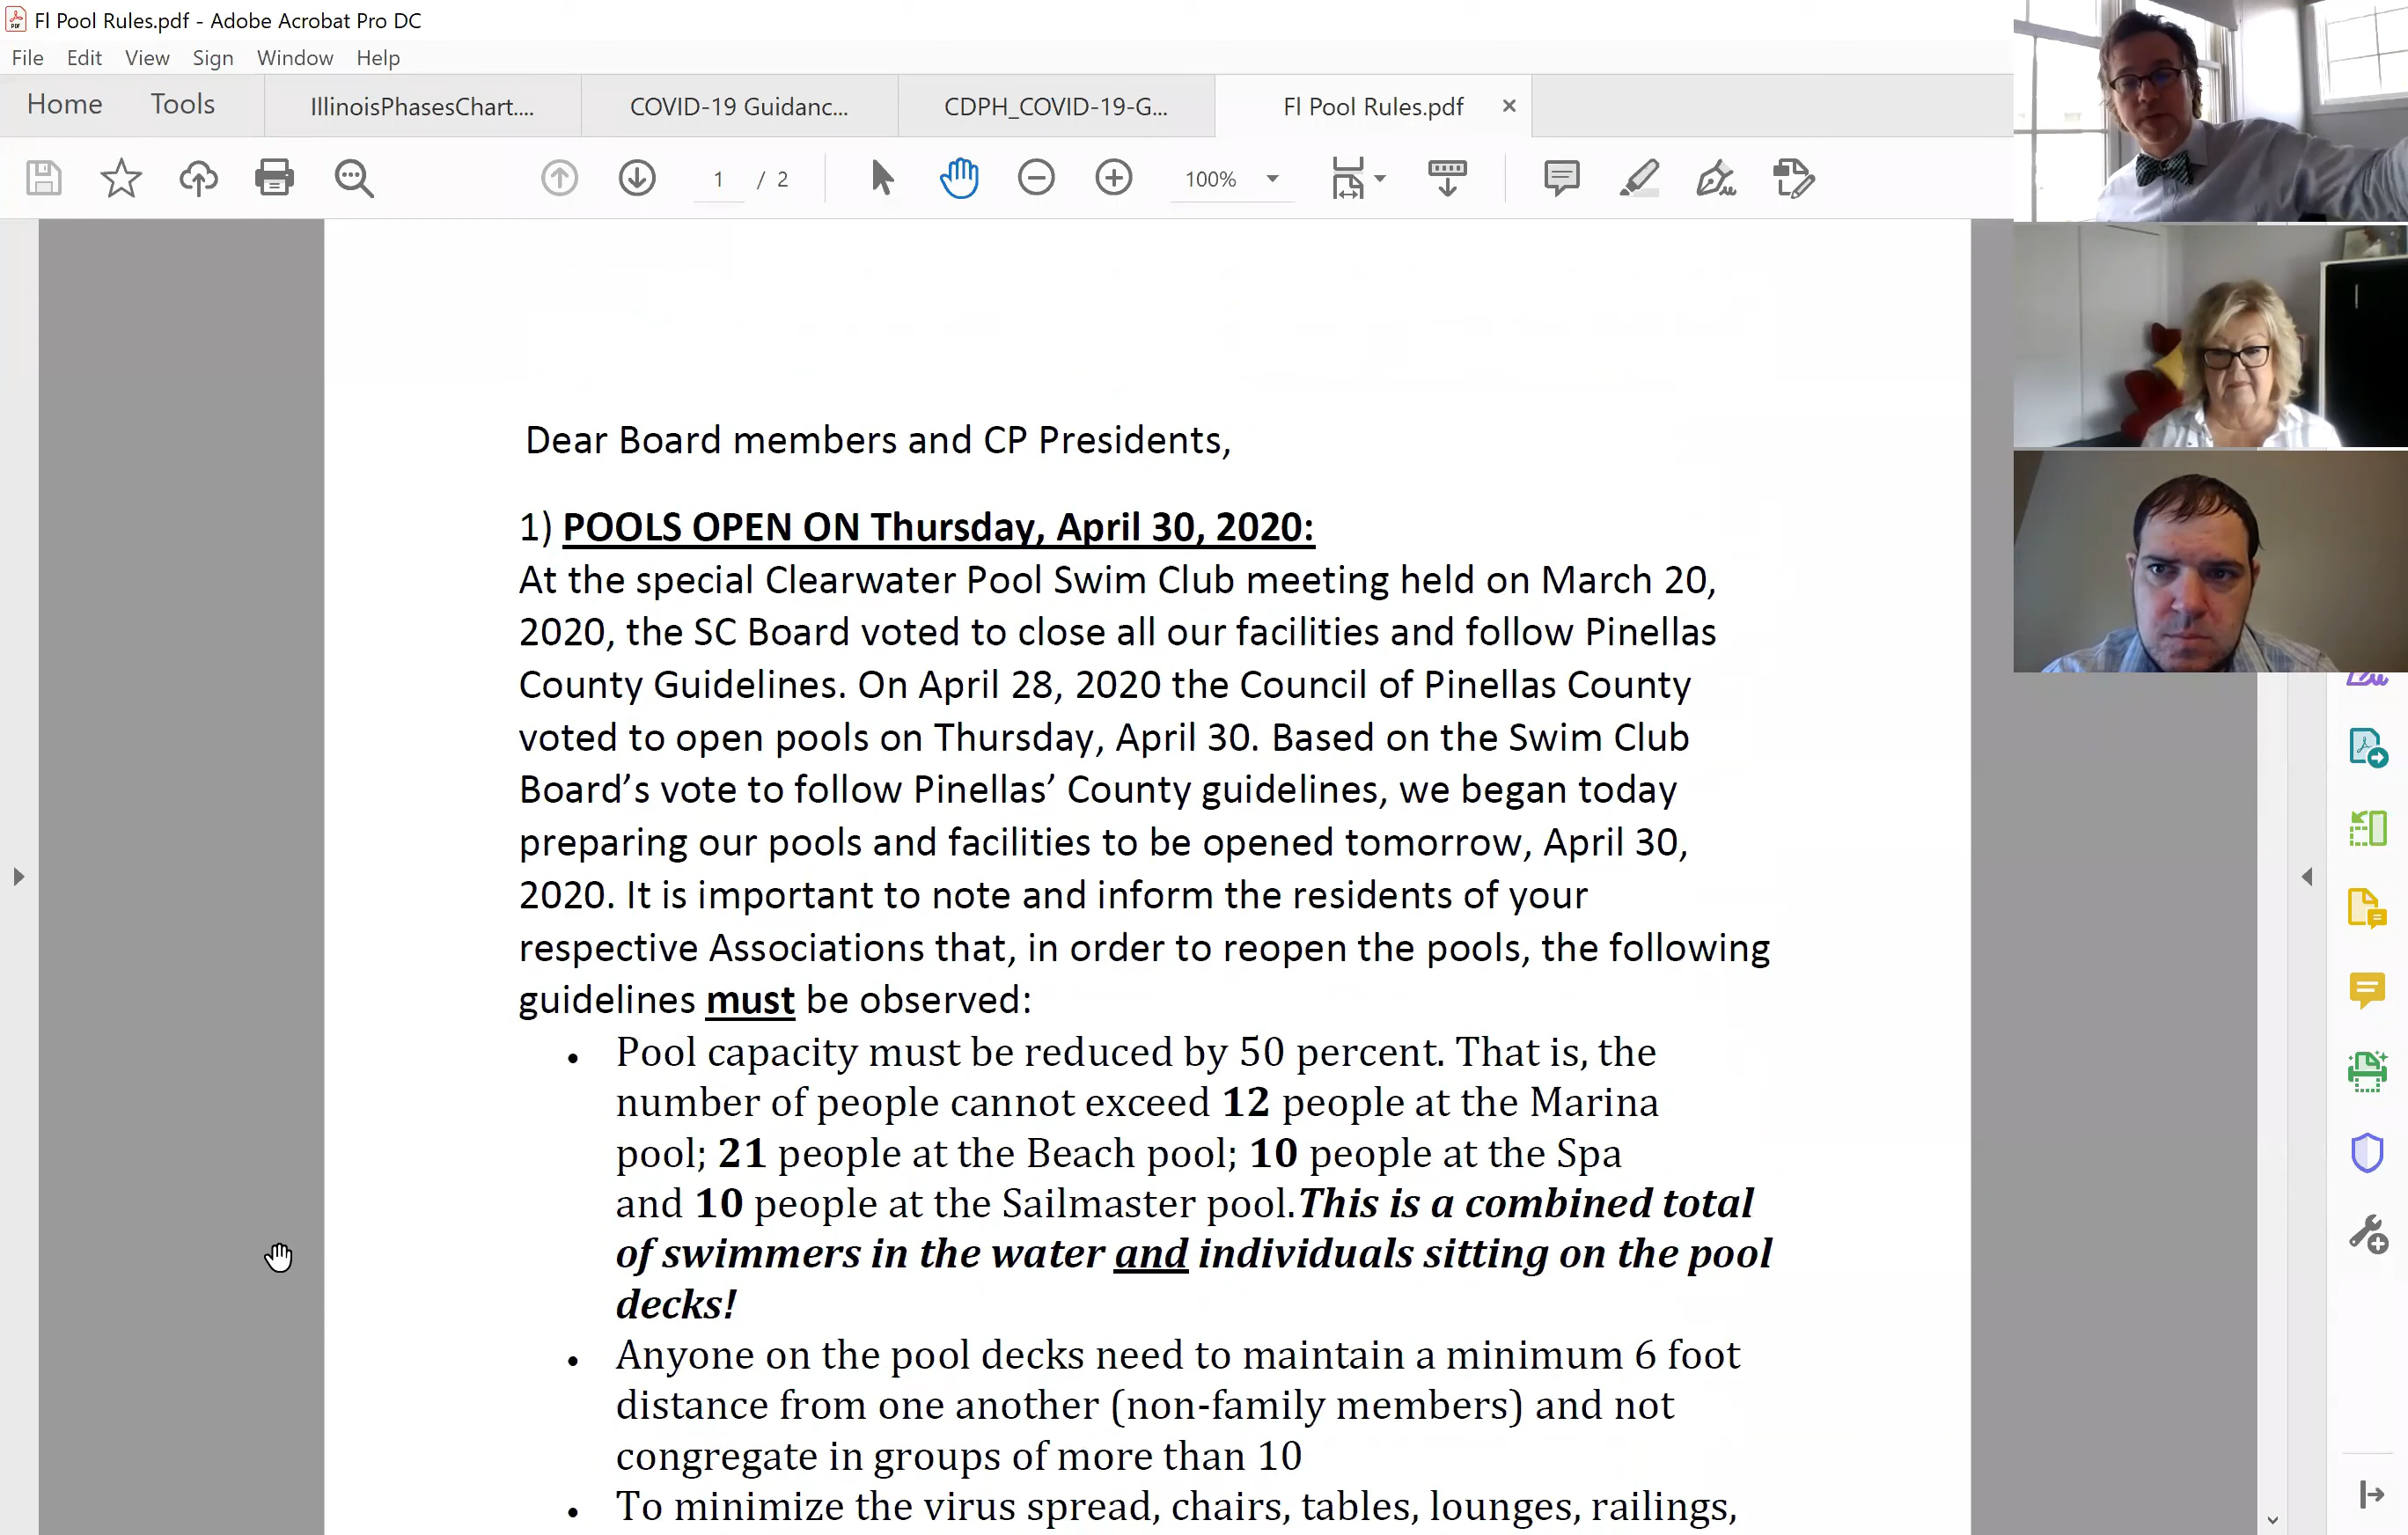 Fl Pool Rules.pdf - Adobe Acrobat Pro DC
File Edit View Sign Window Help
Home Tools IllinoisPhasesChart.... COVID-19 Guidanc... CDPH_COVID-19-G... Fl Pool Rules.pdf
1 / 2 100%
Dear Board members and CP Presidents,
1) POOLS OPEN ON Thursday, April 30, 2020:
At the special Clearwater Pool Swim Club meeting held on March 20,
2020, the SC Board voted to close all our facilities and follow Pinellas
County Guidelines. On April 28, 2020 the Council of Pinellas County
voted to open pools on Thursday, April 30. Based on the Swim Club
Board’s vote to follow Pinellas’ County guidelines, we began today
preparing our pools and facilities to be opened tomorrow, April 30,
2020. It is important to note and inform the residents of your
respective Associations that, in order to reopen the pools, the following
guidelines must be observed:
• Pool capacity must be reduced by 50 percent. That is, the
number of people cannot exceed 12 people at the Marina
pool; 21 people at the Beach pool; 10 people at the Spa
and 10 people at the Sailmaster pool.This is a combined total
of swimmers in the water and individuals sitting on the pool
decks!
• Anyone on the pool decks need to maintain a minimum 6 foot
distance from one another (non-family members) and not
congregate in groups of more than 10
• To minimize the virus spread, chairs, tables, lounges, railings,